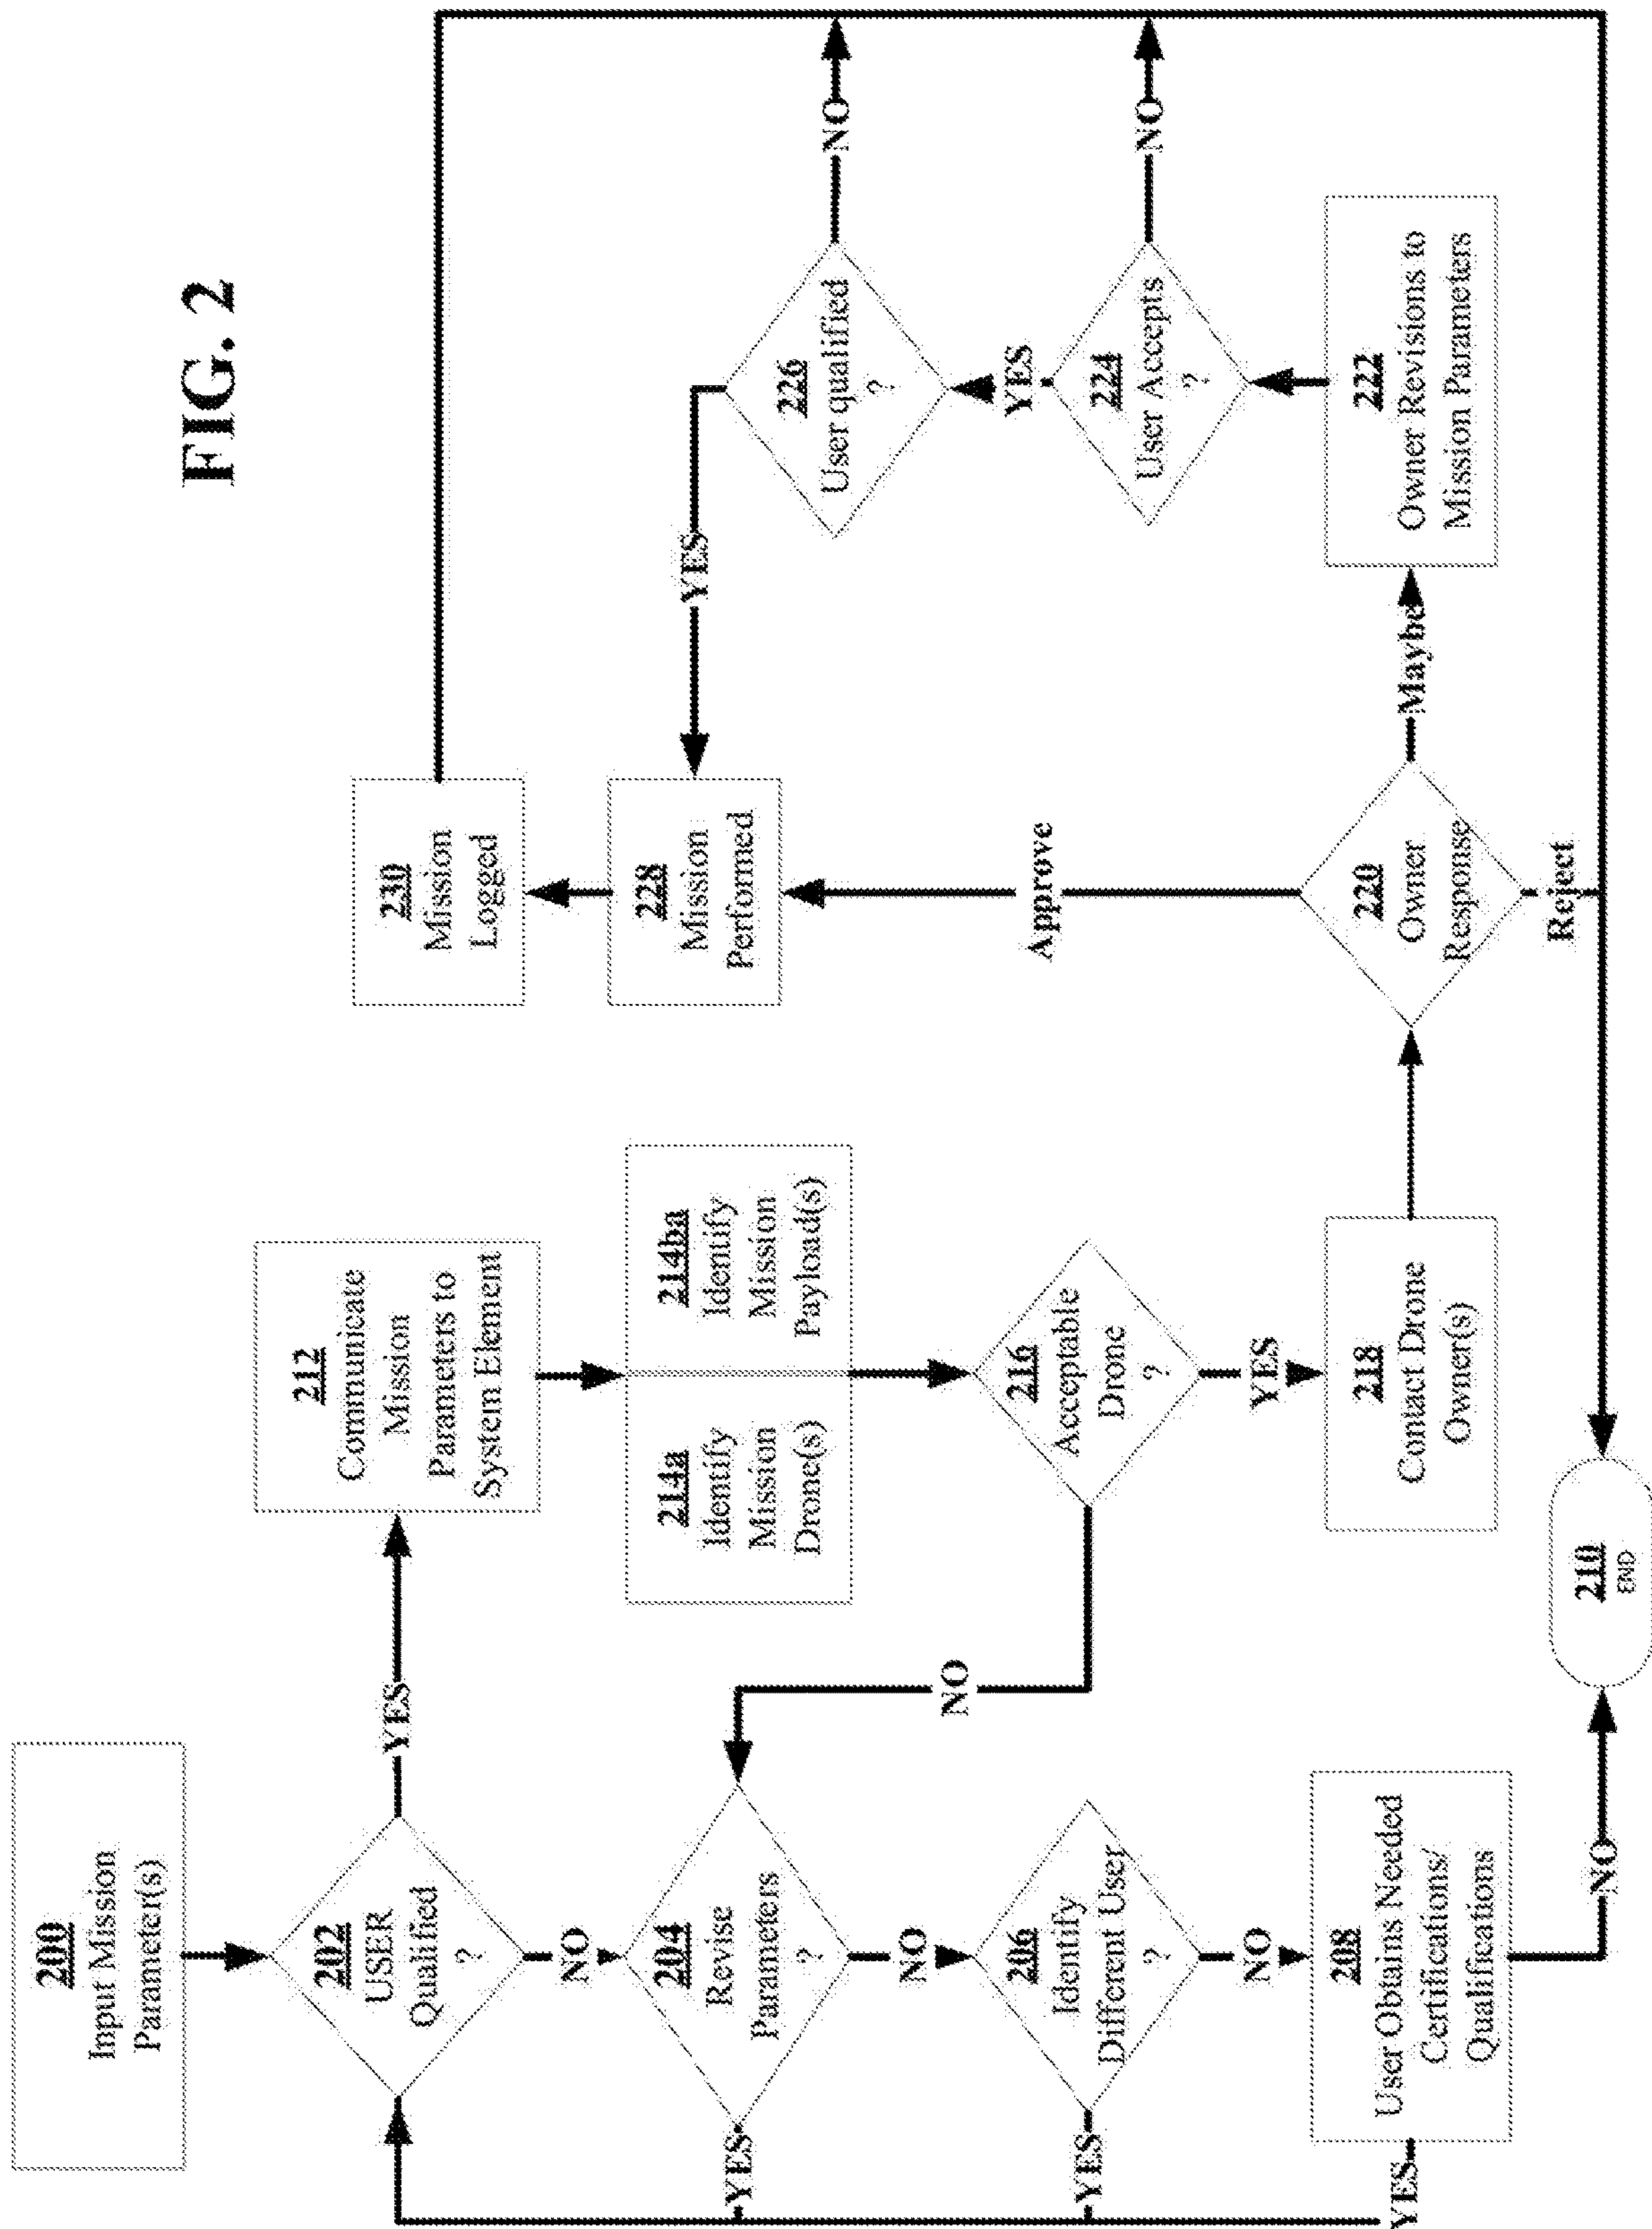 FIG. 2
200
Input Mission
Parameter(s)
202
USER
Qualified
?
YES
NO
204
Revise
Parameters
?
YES
NO
206
Identify
Different User
?
YES
NO
208
User Obtains Needed
Certifications/
Qualifications
YES
NO
210
END
212
Communicate
Mission
Parameters to
System Element
214a
Identify
Mission
Drone(s)
214ba
Identify
Mission
Payload(s)
216
Acceptable
Drone
?
NO
YES
218
Contact Drone
Owner(s)
220
Owner
Response
Approve
Maybe
Reject
222
Owner Revisions to
Mission Parameters
224
User Accepts
?
YES
NO
226
User qualified
?
YES
NO
228
Mission
Performed
230
Mission
Logged